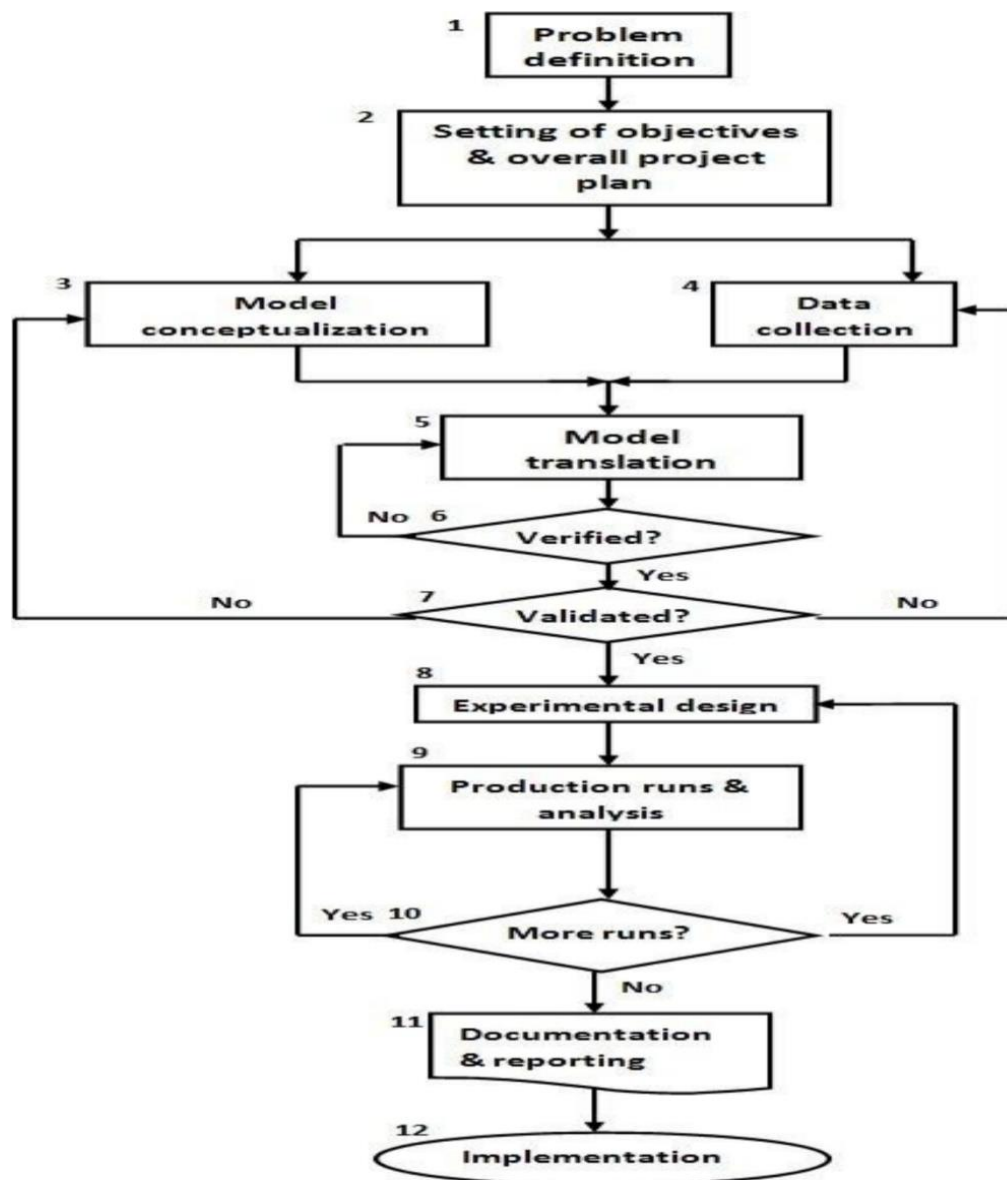 1
Problem
definition
2
Setting of objectives
& overall project
plan
3
Model
conceptualization
4
Data
collection
5
Model
translation
No 6
Verified?
Yes
No
7
Validated?
No
Yes
8
Experimental design
9
Production runs &
analysis
Yes 10
More runs?
Yes
No
11
Documentation
& reporting
12
Implementation